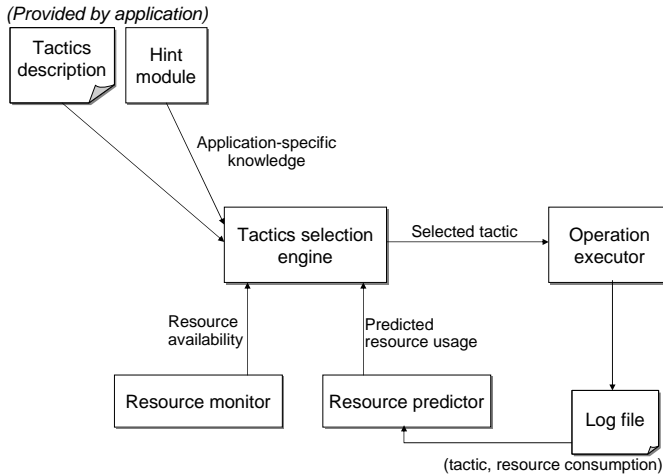 (Provided by application)
Tactics
description
Hint
module
Application-specific
knowledge
Tactics selection
engine
Selected tactic
Operation
executor
Resource
availability
Predicted
resource usage
Resource monitor
Resource predictor
Log file
(tactic, resource consumption)